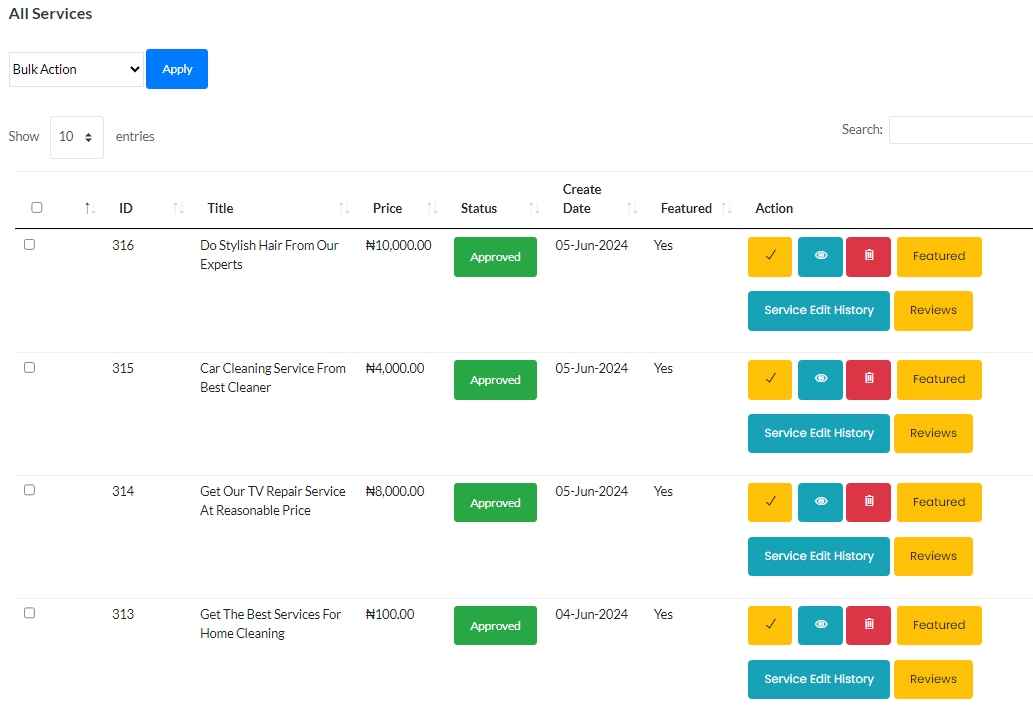 All Services
Bulk Action Apply
Show 10 entries Search:
ID Title Price Status Create Date Featured Action
316 Do Stylish Hair From Our Experts ₦10,000.00 Approved 05-Jun-2024 Yes Featured
Service Edit History Reviews
315 Car Cleaning Service From Best Cleaner ₦4,000.00 Approved 05-Jun-2024 Yes Featured
Service Edit History Reviews
314 Get Our TV Repair Service At Reasonable Price ₦8,000.00 Approved 05-Jun-2024 Yes Featured
Service Edit History Reviews
313 Get The Best Services For Home Cleaning ₦100.00 Approved 04-Jun-2024 Yes Featured
Service Edit History Reviews